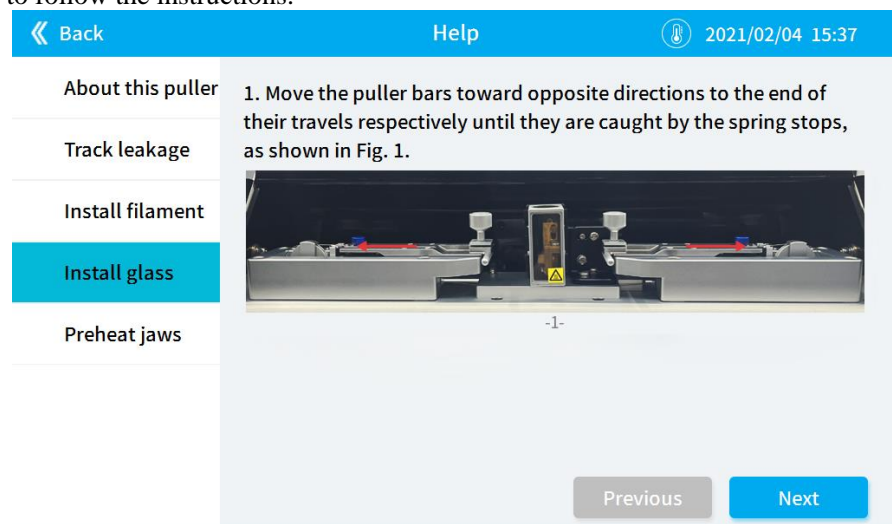 to follow the instructions.
Back
Help
2021/02/04 15:37
About this puller
Track leakage
Install filament
Install glass
Preheat jaws
1. Move the puller bars toward opposite directions to the end of
their travels respectively until they are caught by the spring stops,
as shown in Fig. 1.
-1-
Previous
Next